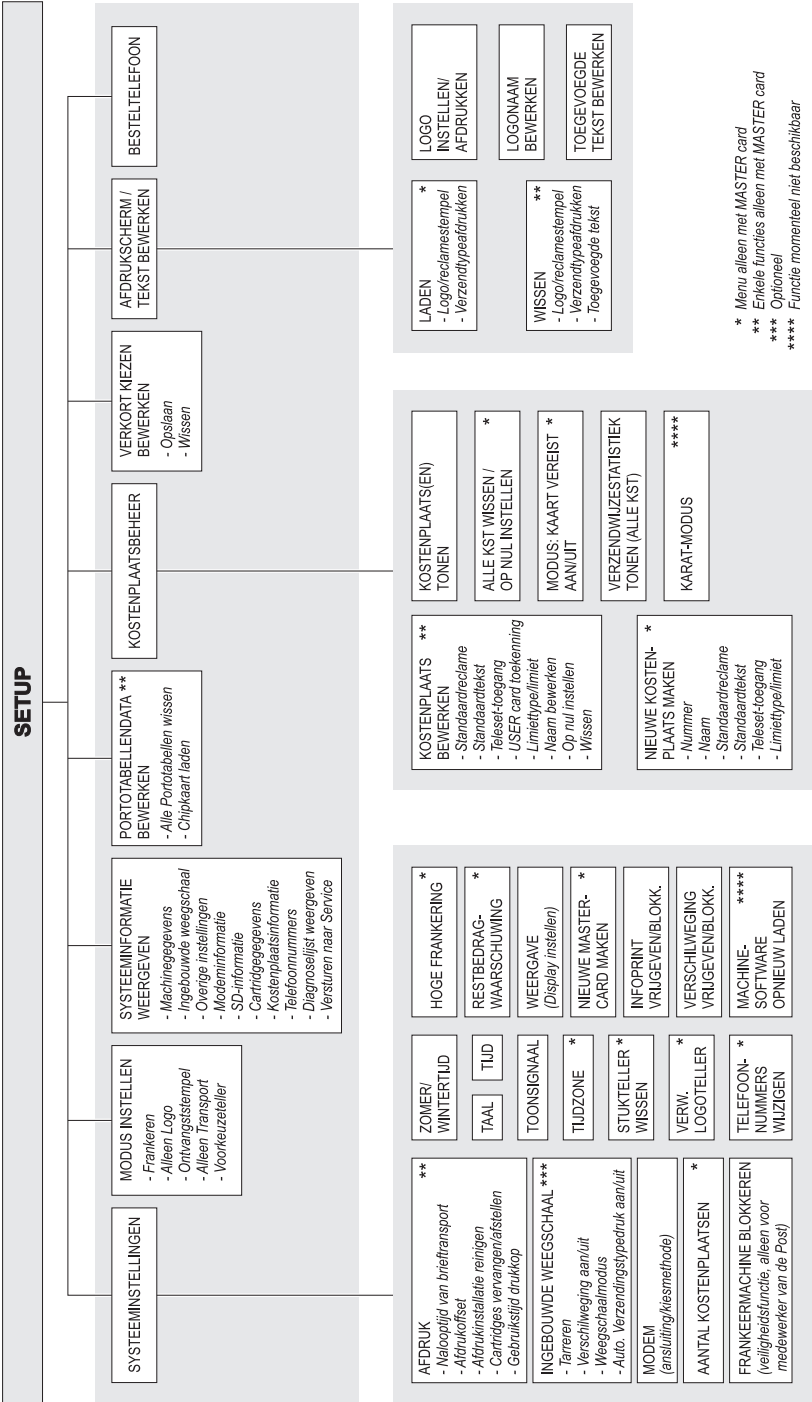 SETUP
SYSTEEMINSTELLINGEN
MODUS INSTELLEN
- Frankeren
- Alleen Logo
- Ontvangststempel
- Alleen Transport
- Voorkeuzeteller
SYSTEEMINFORMATIE
WEERGEVEN
- Machinegegevens
- Ingebouwde weegschaal
- Overige instellingen
- Modeminformatie
- SD-informatie
- Cartridgegegevens
- Kostenplaatsinformatie
- Telefoonnummers
- Diagnoselijst weergeven
- Versturen naar Service
PORTOTABELLENDATA **
BEWERKEN
- Alle Portotabellen wissen
- Chipkaart laden
KOSTENPLAATSBEHEER
VERKORT KIEZEN
BEWERKEN
- Opslaan
- Wissen
AFDRUKSCHERM /
TEKST BEWERKEN
BESTELTELEFOON
AFDRUK **
- Nalooptijd van brieftransport
- Afdrukoffset
- Afdrukinstallatie reinigen
- Cartridges vervangen/afstellen
- Gebruikstijd drukkop
INGEBOUWDE WEEGSCHAAL ***
- Tarreren
- Verschilweging aan/uit
- Weegschaalmodus
- Auto. Verzendingstypedruk aan/uit
MODEM
(ansluiting/kiesmethode)
AANTAL KOSTENPLAATSEN *
FRANKEERMACHINE BLOKKEREN
(veiligheidsfunctie, alleen voor
medewerker van de Post)
ZOMER/
WINTERTIJD
TAAL
TIJD
TOONSIGNAAL
TIJDZONE *
STUKTELLER *
WISSEN
VERW. *
LOGOTELLER
TELEFOON- *
NUMMERS
WIJZIGEN
HOGE FRANKERING *
RESTBEDRAG- *
WAARSCHUWING
WEERGAVE
(Display instellen)
NIEUWE MASTER- *
CARD MAKEN
INFOPRINT
VRIJGEVEN/BLOKK.
VERSCHILWEGING
VRIJGEVEN/BLOKK.
MACHINE- ****
SOFTWARE
OPNIEUW LADEN
KOSTENPLAATS **
BEWERKEN
- Standaardreclame
- Standaardtekst
- Teleset-toegang
- USER card toekenning
- Limiettype/limiet
- Naam bewerken
- Op nul instellen
- Wissen
NIEUWE KOSTEN- *
PLAATS MAKEN
- Nummer
- Naam
- Standaardreclame
- Standaardtekst
- Teleset-toegang
- Limiettype/limiet
KOSTENPLAATS(EN)
TONEN
ALLE KST WISSEN / *
OP NUL INSTELLEN
MODUS: KAART VEREIST *
AAN/UIT
VERZENDWIJZESTATISTIEK
TONEN (ALLE KST)
KARAT-MODUS ****
LADEN *
- Logo/reclamestempel
- Verzendtypeafdrukken
WISSEN **
- Logo/reclamestempel
- Verzendtypeafdrukken
- Toegevoegde tekst
LOGO
INSTELLEN/
AFDRUKKEN
LOGONAAM
BEWERKEN
TOEGEVOEGDE
TEKST BEWERKEN
* Menu alleen met MASTER card
** Enkele functies alleen met MASTER card
*** Optioneel
**** Functie momenteel niet beschikbaar